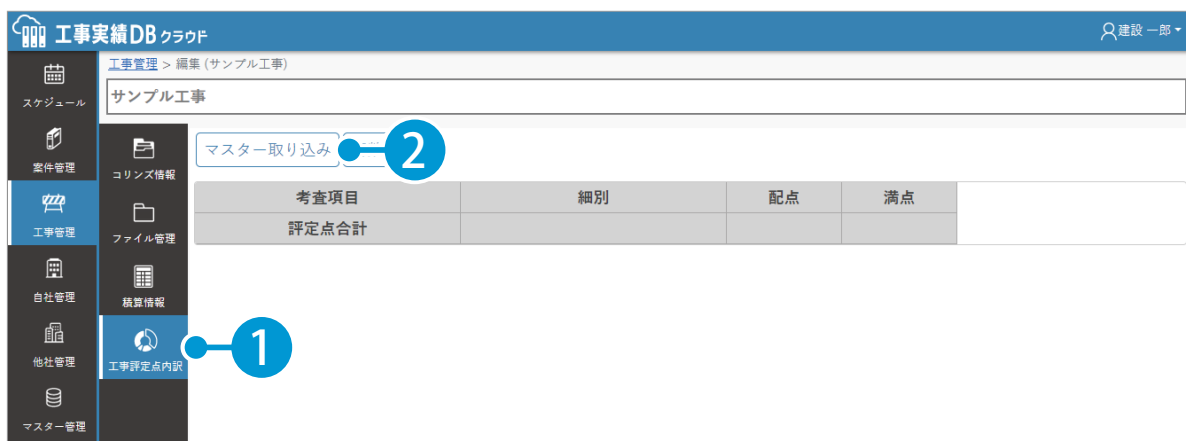 工事実績DB クラウド
建設 一郎
工事管理 > 編集 (サンプル工事)
サンプル工事
スケジュール
案件管理
工事管理
自社管理
他社管理
マスター管理
コリンズ情報
ファイル管理
積算情報
工事評定点内訳
1
マスター取り込み
2
考査項目 細別 配点 満点
評定点合計